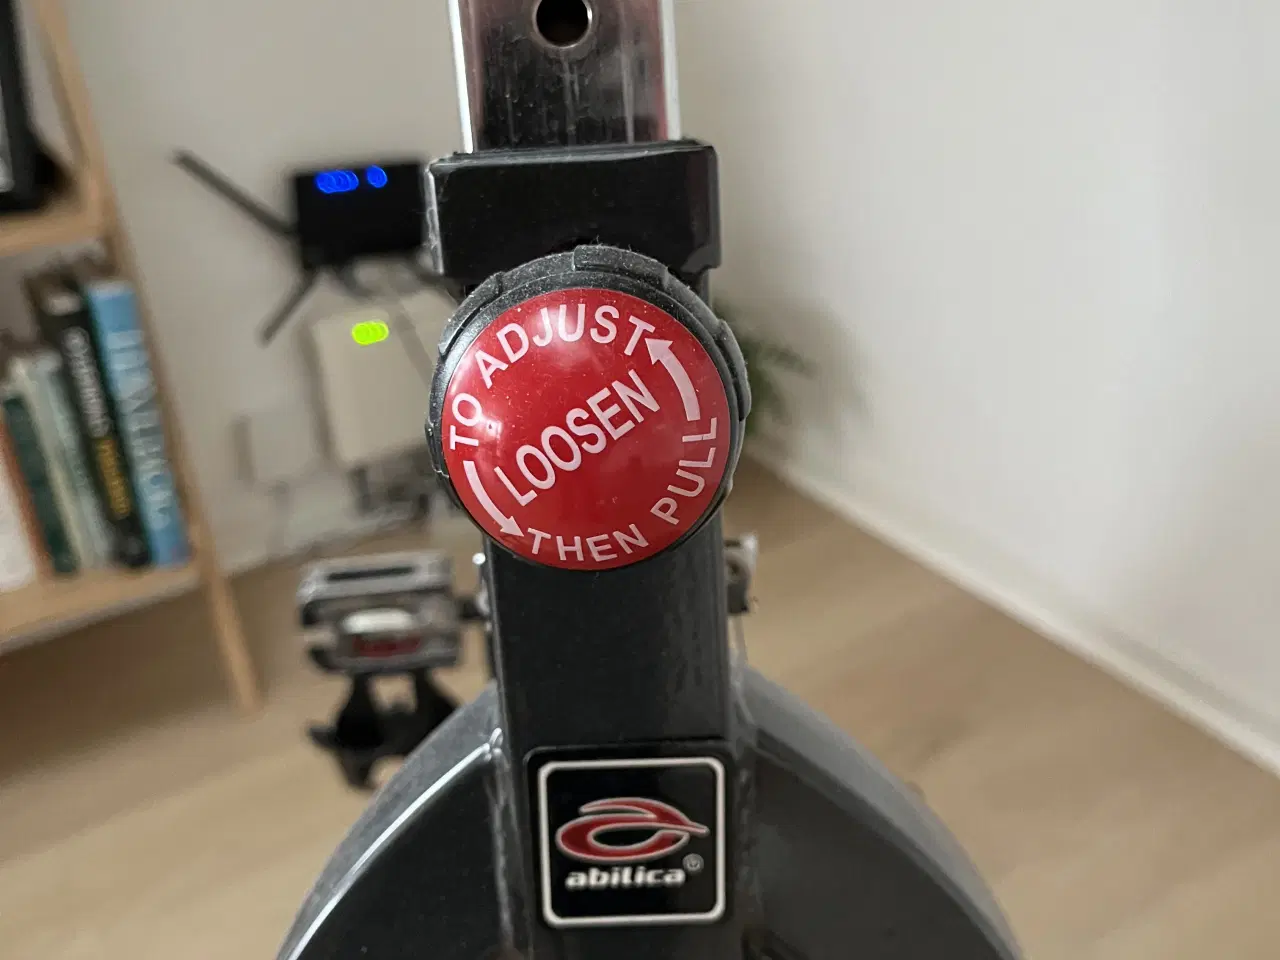 TO ADJUST
LOOSEN
THEN PULL
abilica®